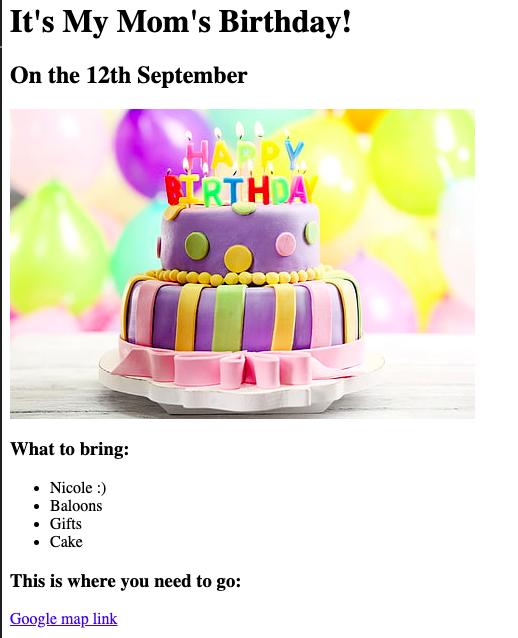 It's My Mom's Birthday!
On the 12th September
HAPPY
BIRTHDAY
What to bring:
Nicole :)
Baloons
Gifts
Cake
This is where you need to go:
Google map link